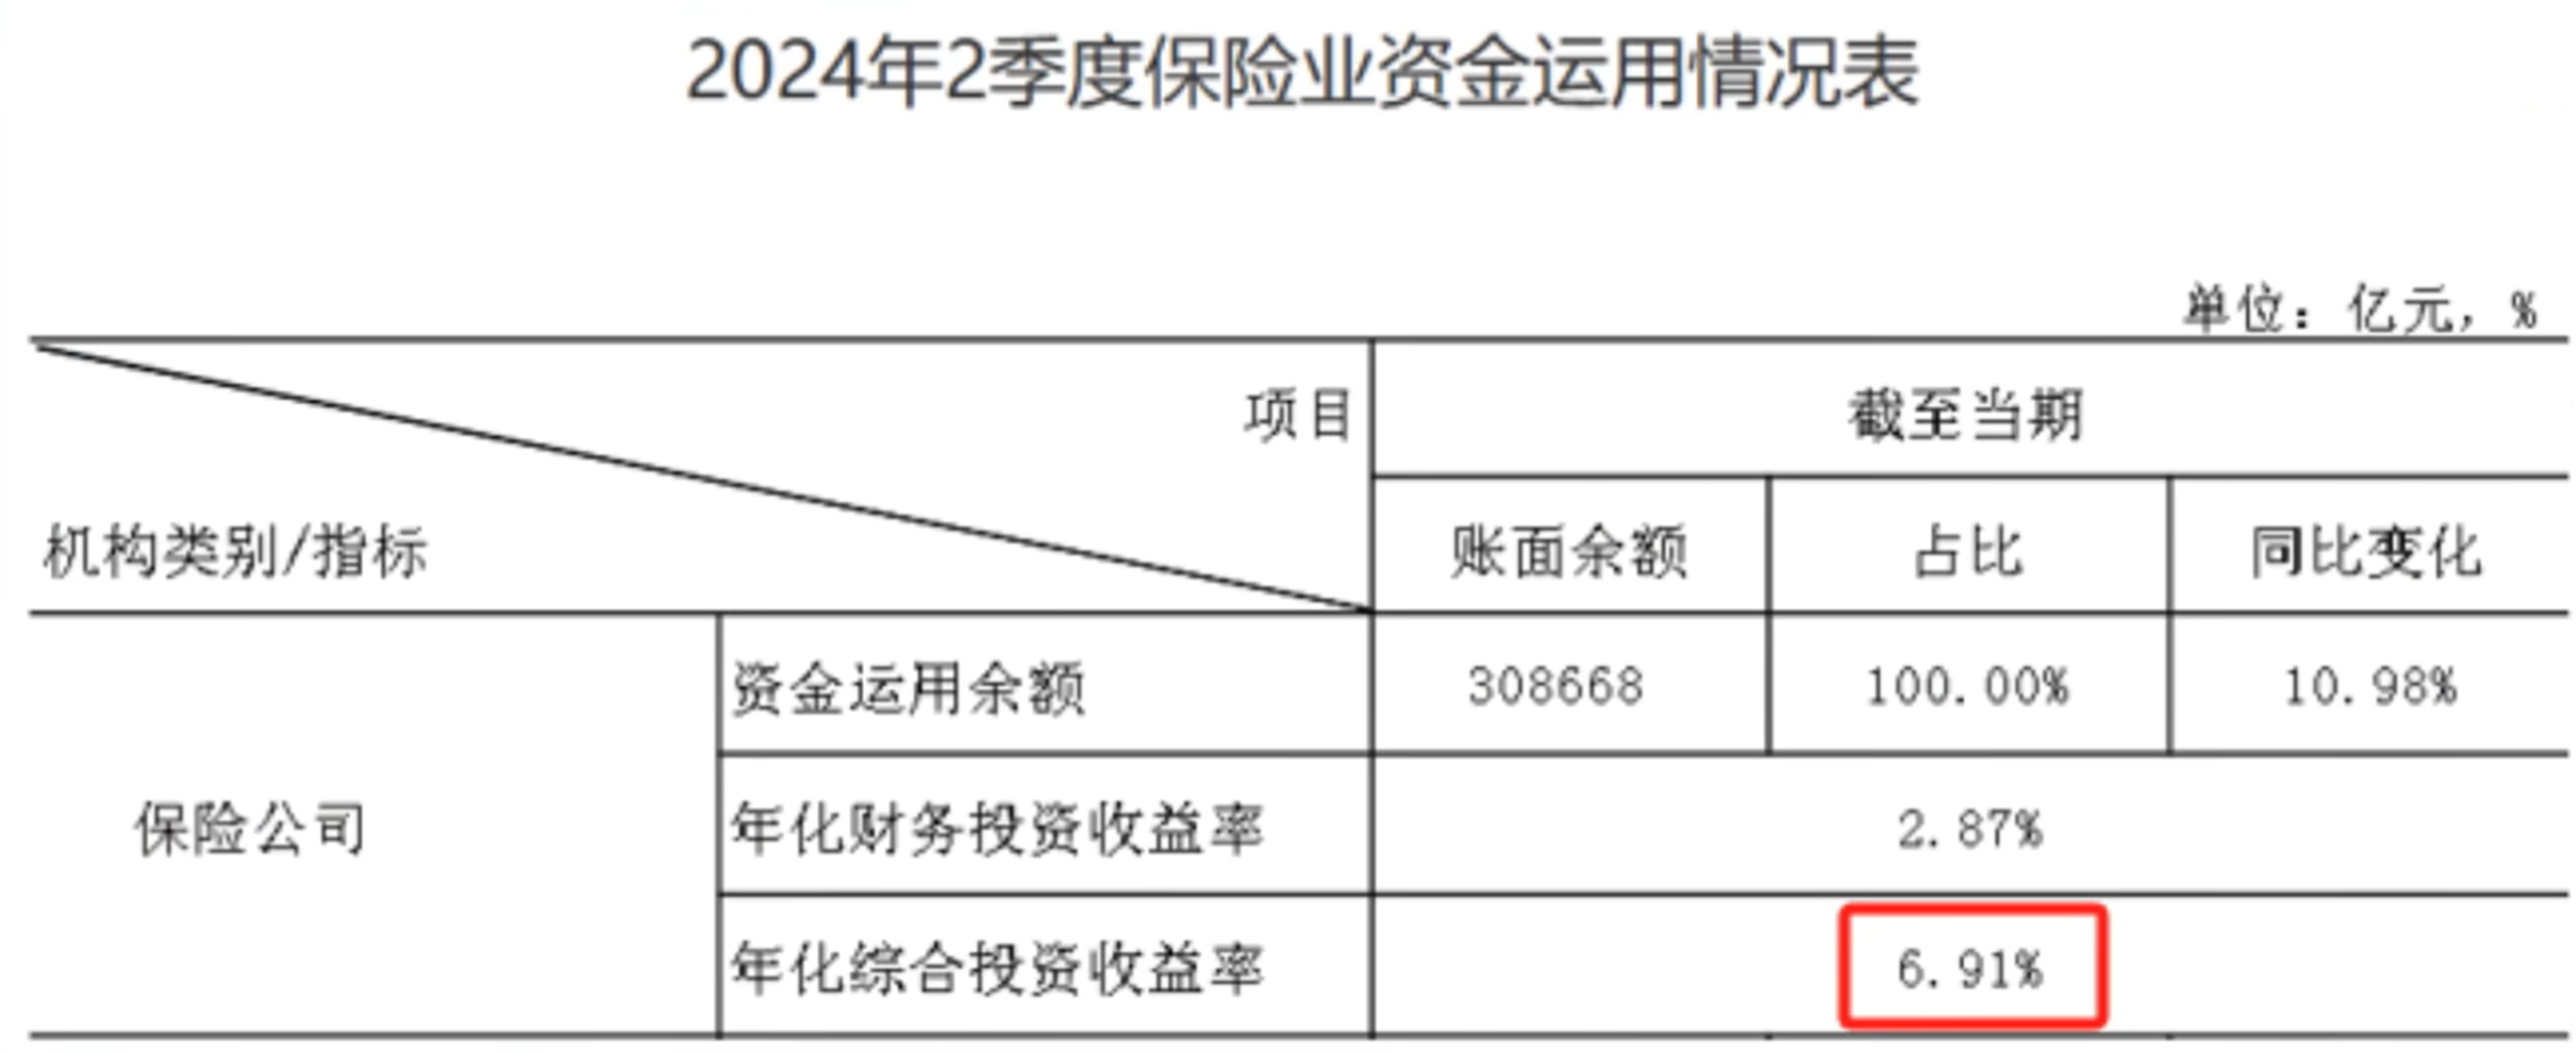 2024年2季度保险业资金运用情况表
单位：亿元，%
项目
截至当期
机构类别/指标
账面余额
占比
同比变化
保险公司
资金运用余额
308668
100.00%
10.98%
年化财务投资收益率
2.87%
年化综合投资收益率
6.91%